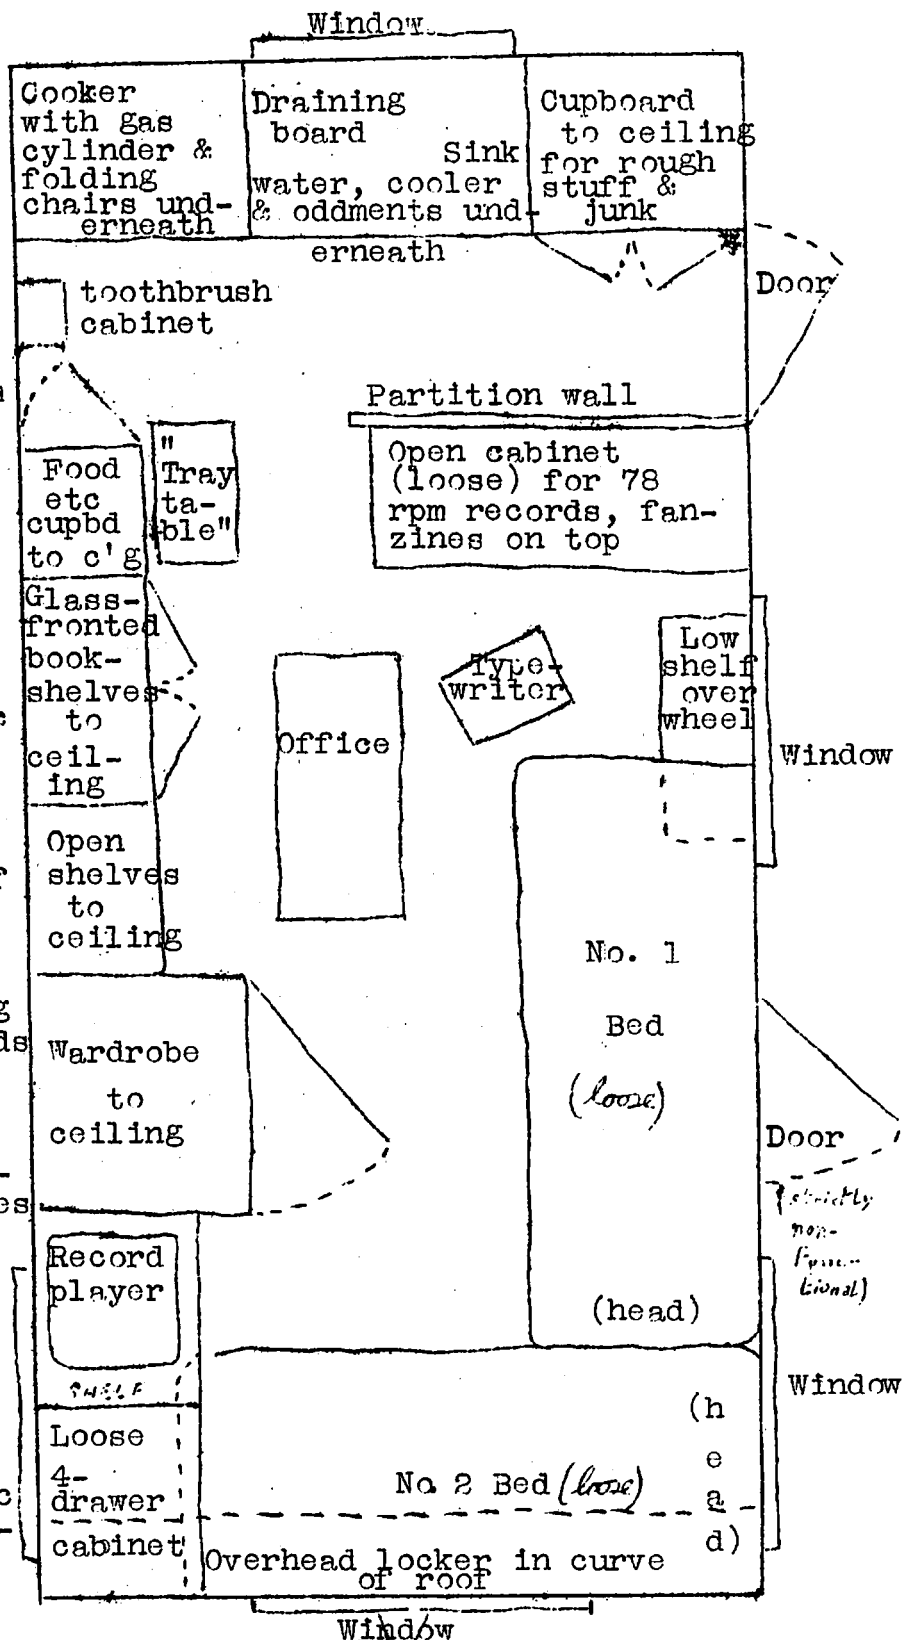 Window
Cooker
with gas
cylinder &
folding
chairs und-
erneath
Draining
board
Sink
water, cooler
& oddments und-
erneath
Cupboard
to ceiling
for rough
stuff &
junk
Door
toothbrush
cabinet
Partition wall
Open cabinet
(loose) for 78
rpm records, fan-
zines on top
Food
etc
cupbd
to c'g
"
Tray
ta-
ble"
Glass-
fronted
book-
shelves
to
ceil-
ing
Office
Type-
writer
Low
shelf
over
wheel
Window
Open
shelves
to
ceiling
No. 1
Bed
(loose)
(head)
Wardrobe
to
ceiling
Door
(strictly
non-
func-
tional)
Record
player
SHELF
Window
Loose
4-
drawer
cabinet
No. 2 Bed (loose)
(h
e
a
d)
Overhead locker in curve
of roof
Window